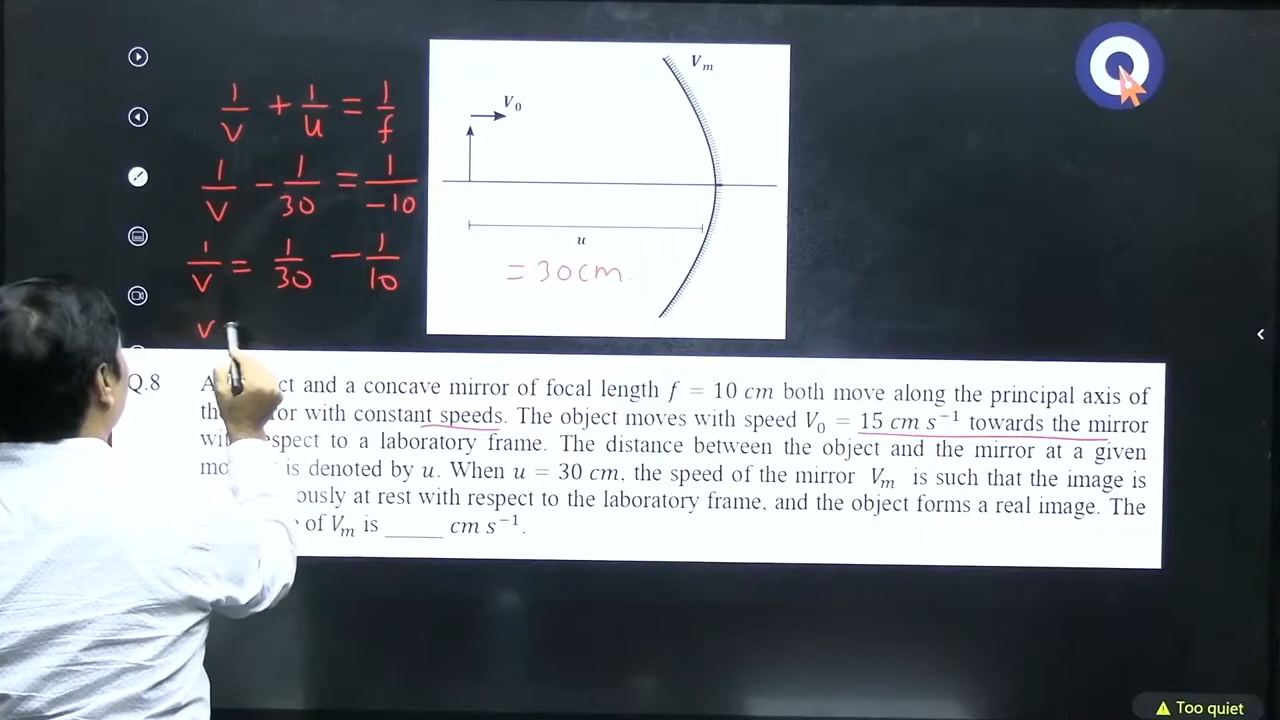 1/v + 1/u = 1/f
1/v - 1/30 = 1/-10
1/v = 1/30 - 1/10
v
V₀
Vₘ
u
= 30 cm.
Q.8 ct and a concave mirror of focal length f = 10 cm both move along the principal axis of
or with constant speeds. The object moves with speed V₀ = 15 cm s⁻¹ towards the mirror
spect to a laboratory frame. The distance between the object and the mirror at a given
is denoted by u. When u = 30 cm, the speed of the mirror Vₘ is such that the image is
ously at rest with respect to the laboratory frame, and the object forms a real image. The
of Vₘ is _____ cm s⁻¹.
Too quiet